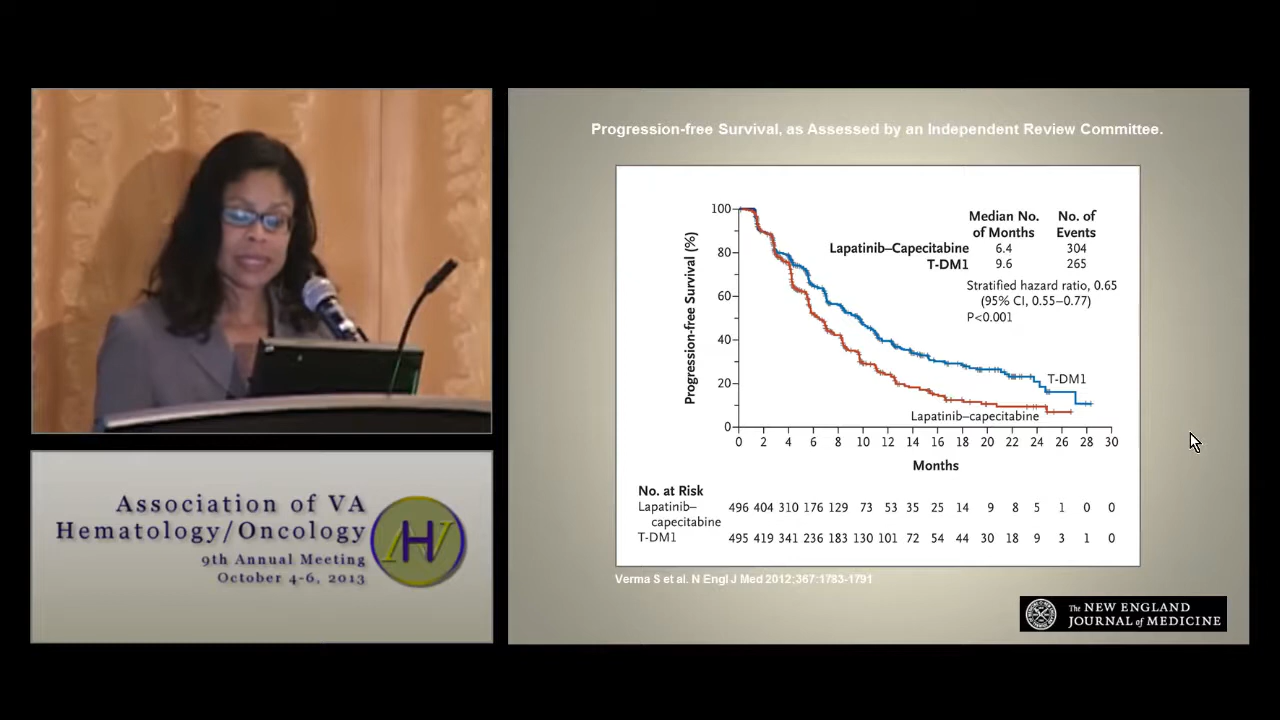 Progression-free Survival, as Assessed by an Independent Review Committee.
Progression-free Survival (%)
100
80
60
40
20
0
Median No. of Months
No. of Events
Lapatinib–Capecitabine 6.4 304
T-DM1 9.6 265
Stratified hazard ratio, 0.65
(95% CI, 0.55–0.77)
P<0.001
T-DM1
Lapatinib–capecitabine
0 2 4 6 8 10 12 14 16 18 20 22 24 26 28 30
Months
No. at Risk
Lapatinib–
capecitabine 496 404 310 176 129 73 53 35 25 14 9 8 5 1 0 0
T-DM1 495 419 341 236 183 130 101 72 54 44 30 18 9 3 1 0
Verma S et al. N Engl J Med 2012;367:1783-1791
The NEW ENGLAND
JOURNAL of MEDICINE
Association of VA
Hematology/Oncology
9th Annual Meeting
October 4-6, 2013